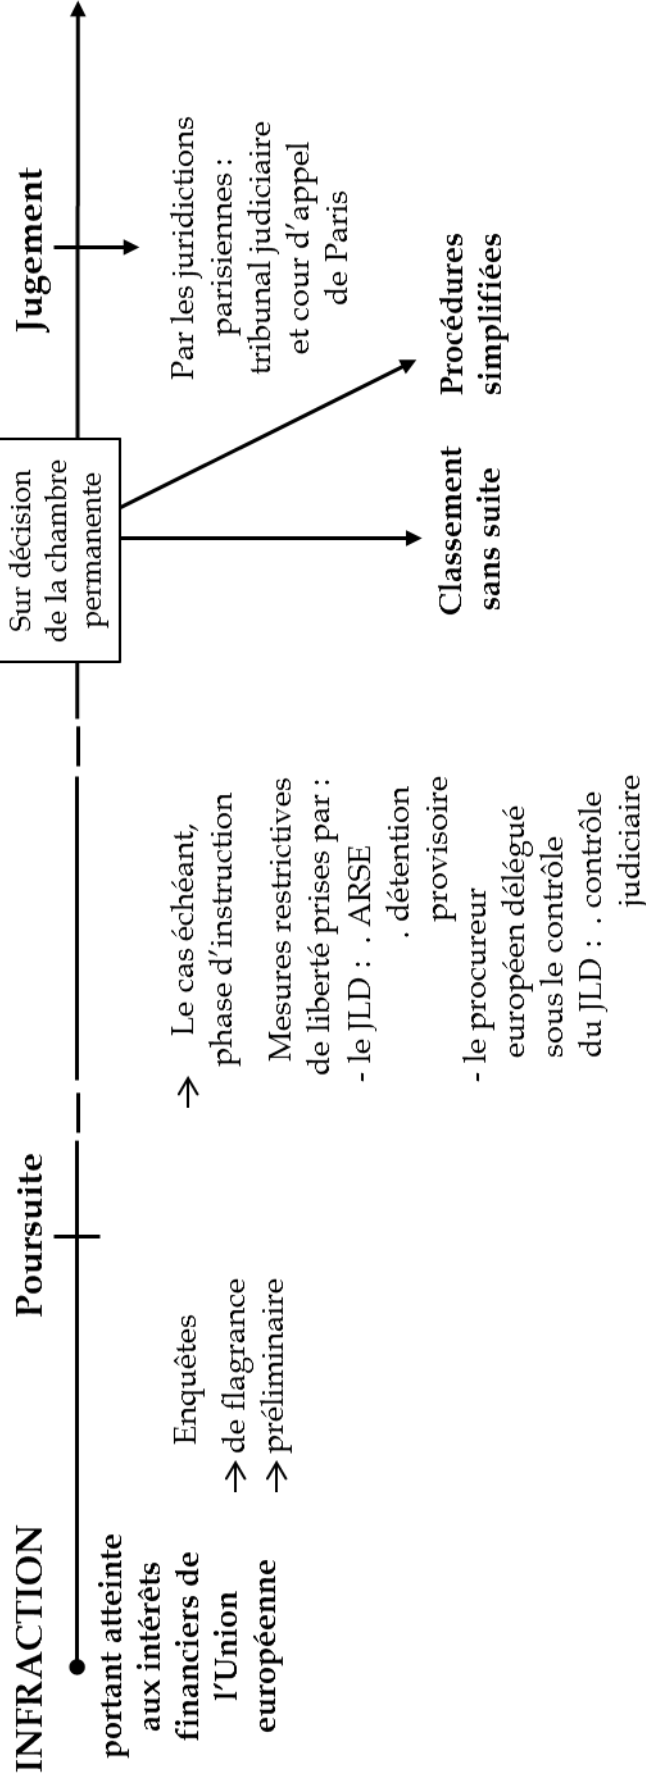 INFRACTION
portant atteinte
aux intérêts
financiers de
l'Union
européenne
Poursuite
Enquêtes
→ de flagrance
→ préliminaire
→ Le cas échéant,
phase d'instruction
Mesures restrictives
de liberté prises par :
- le JLD : . ARSE
. détention
provisoire
- le procureur
européen délégué
sous le contrôle
du JLD : . contrôle
judiciaire
Sur décision
de la chambre
permanente
Classement
sans suite
Procédures
simplifiées
Jugement
Par les juridictions
parisiennes :
tribunal judiciaire
et cour d'appel
de Paris